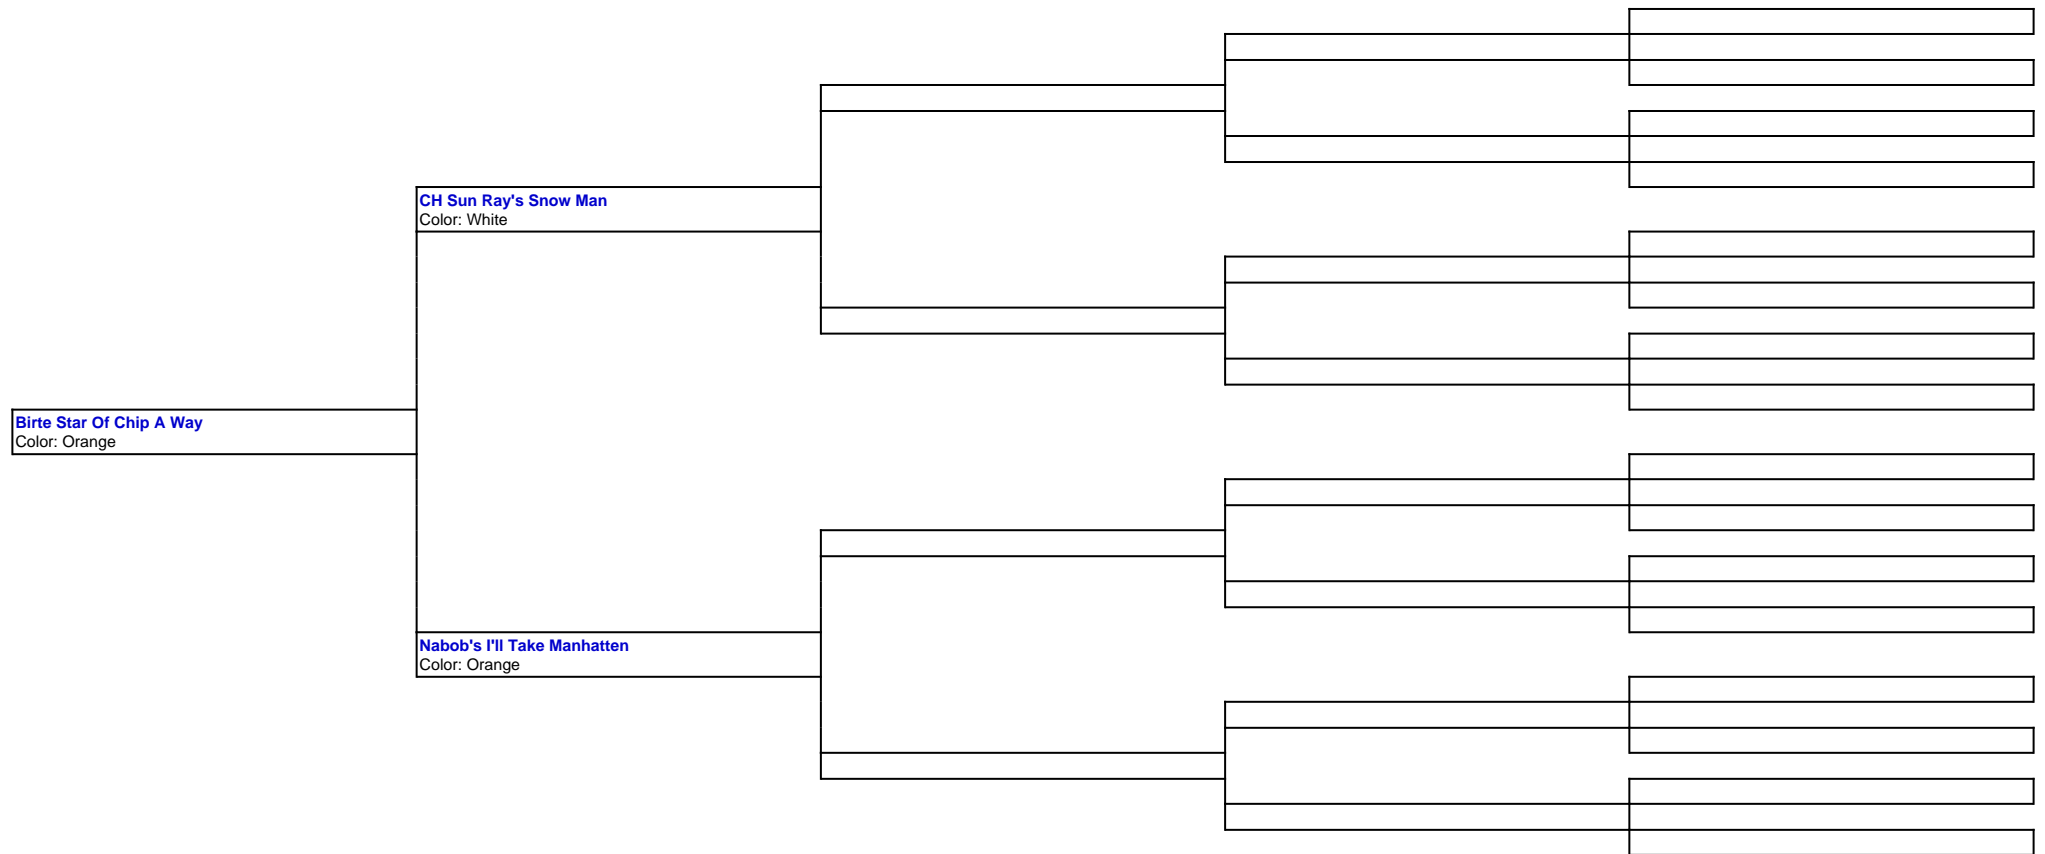 CH Sun Ray's Snow Man
Color: White
Birte Star Of Chip A Way
Color: Orange
Nabob's I'll Take Manhatten
Color: Orange